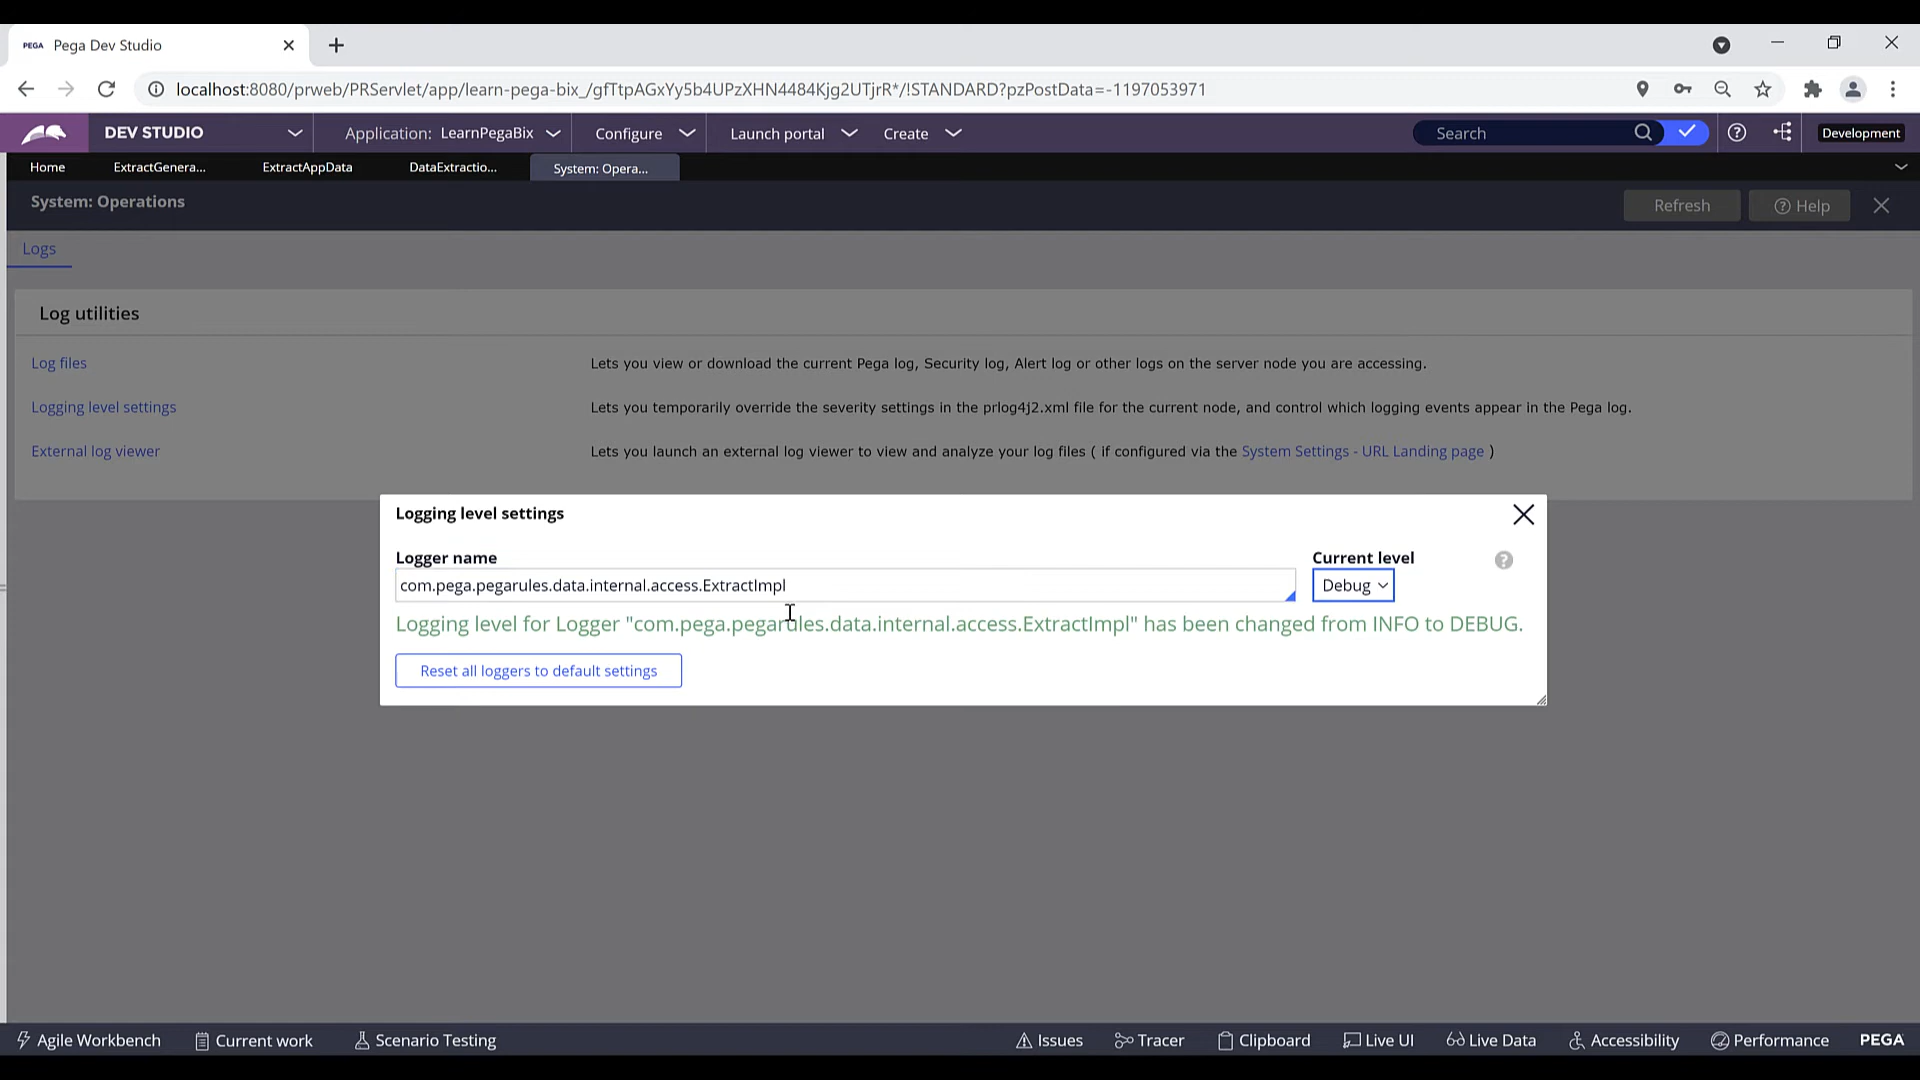 PEGA Pega Dev Studio
localhost:8080/prweb/PRServlet/app/learn-pega-bix_/gfTtpAGxYy5b4UPzXHN4484Kjg2UTjrR*/!STANDARD?pzPostData=-1197053971
DEV STUDIO Application: LearnPegaBix Configure Launch portal Create Search Development
Home ExtractGenera... ExtractAppData DataExtractio... System: Opera...
System: Operations Refresh Help
Logs
Log utilities
Log files Lets you view or download the current Pega log, Security log, Alert log or other logs on the server node you are accessing.
Logging level settings Lets you temporarily override the severity settings in the prlog4j2.xml file for the current node, and control which logging events appear in the Pega log.
External log viewer Lets you launch an external log viewer to view and analyze your log files ( if configured via the System Settings - URL Landing page )
Logging level settings
Logger name Current level
com.pega.pegarules.data.internal.access.ExtractImpl Debug
Logging level for Logger "com.pega.pegarules.data.internal.access.ExtractImpl" has been changed from INFO to DEBUG.
Reset all loggers to default settings
Agile Workbench Current work Scenario Testing Issues Tracer Clipboard Live UI Live Data Accessibility Performance PEGA